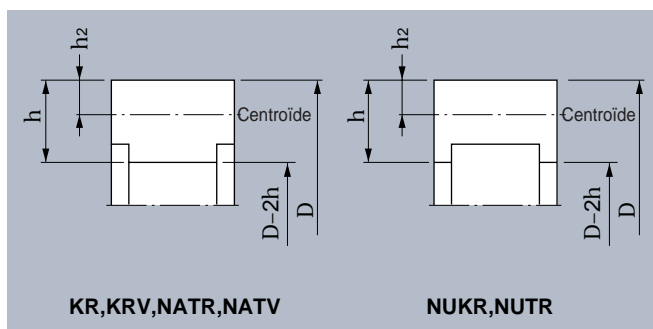 h2
h
Centroïde
D-2h
D
h2
h
Centroïde
D-2h
D
KR,KRV,NATR,NATV
NUKR,NUTR